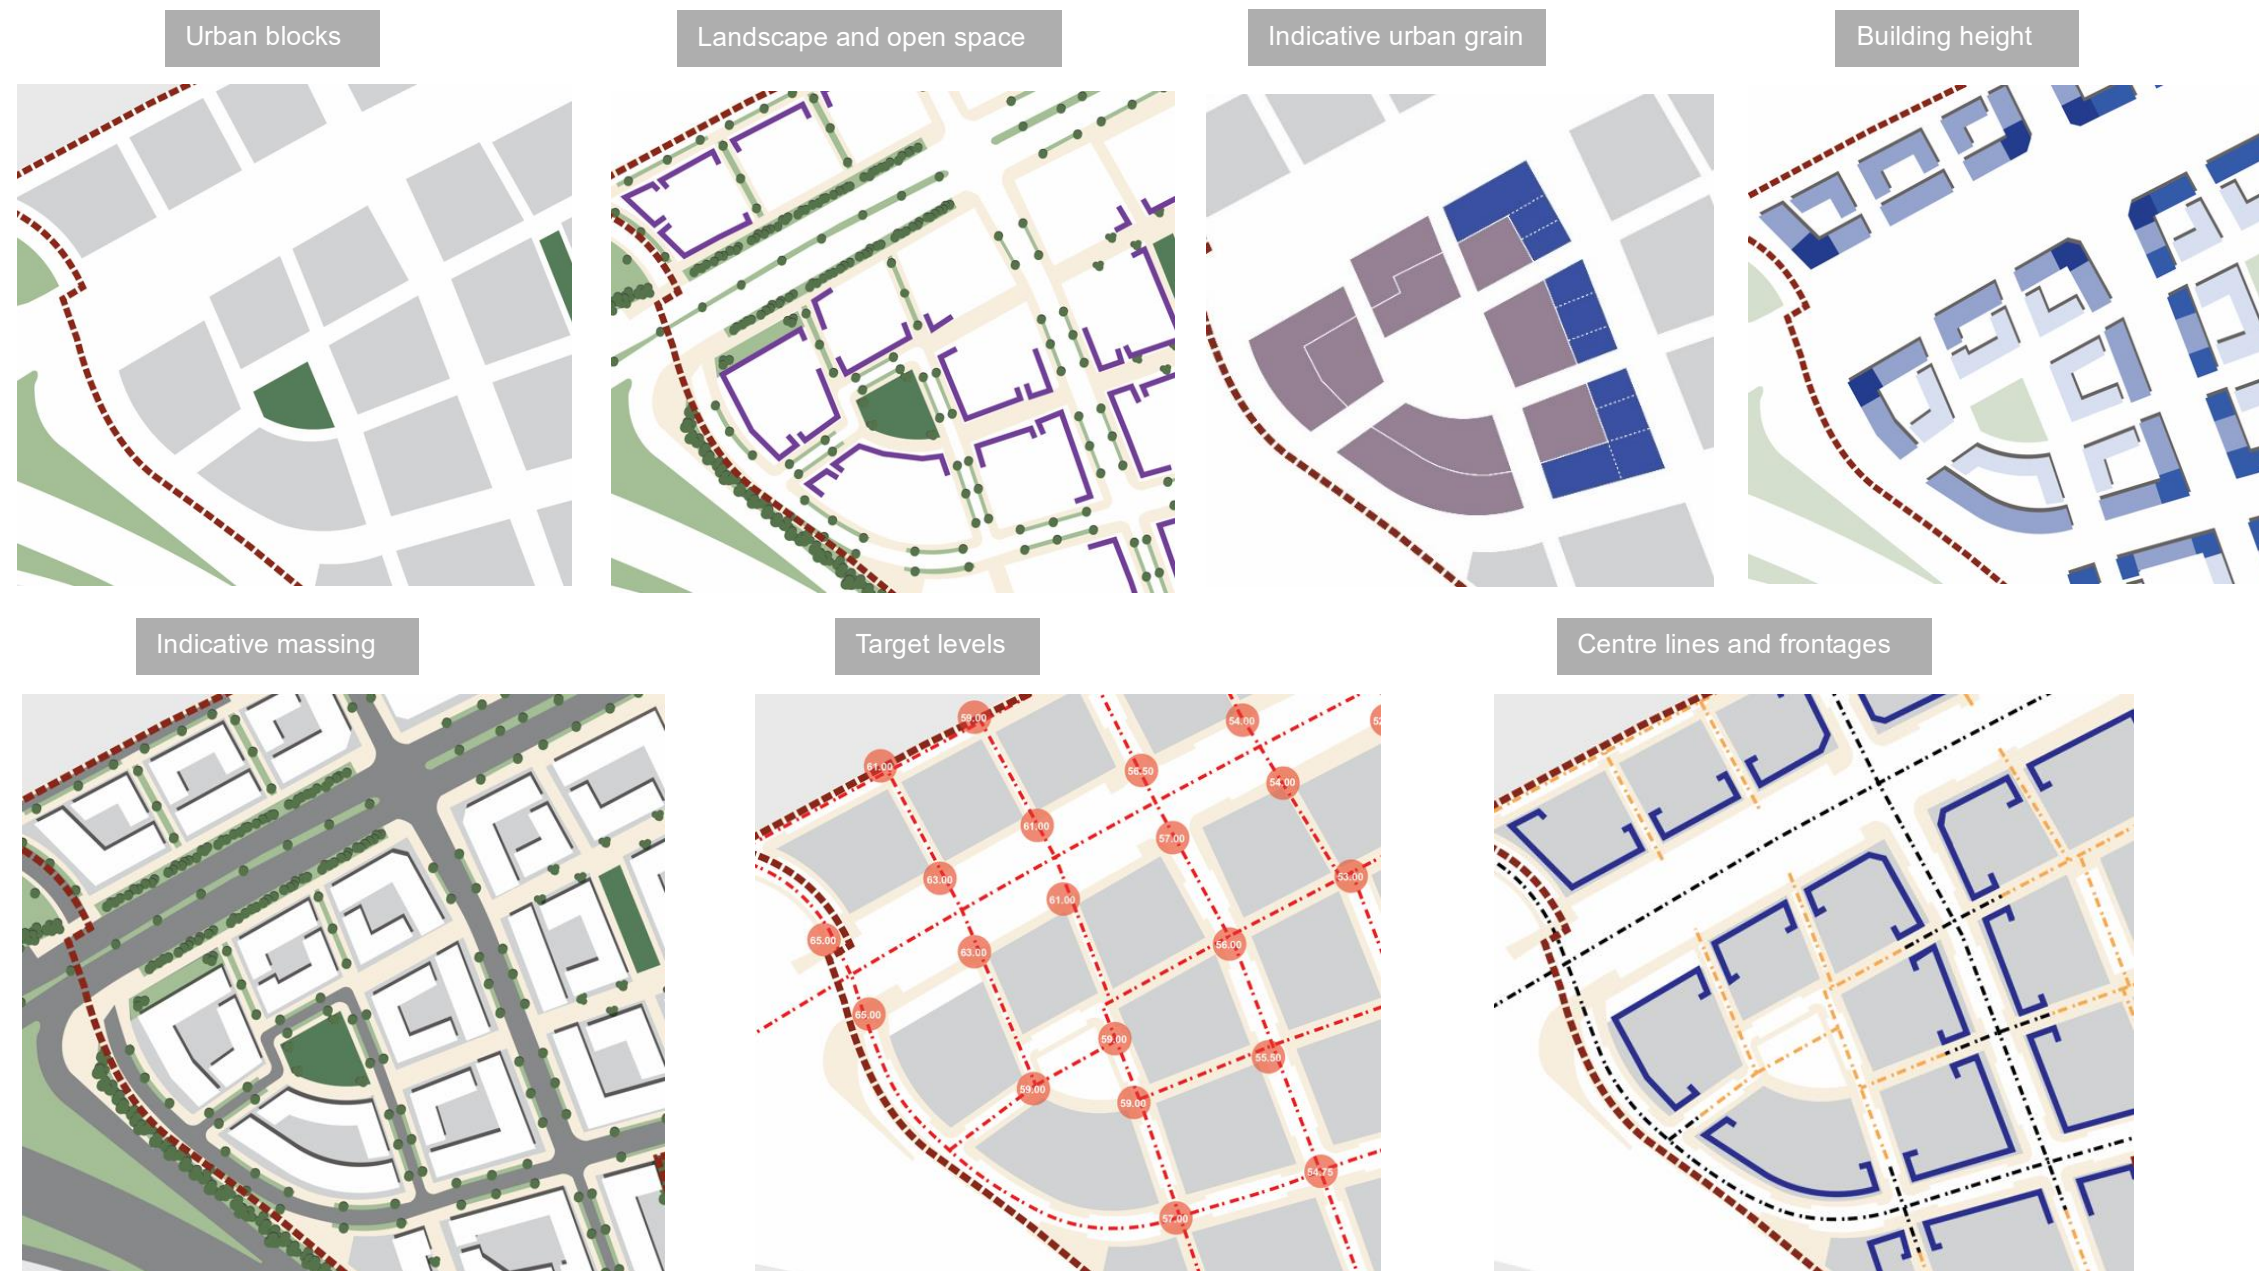 Urban blocks
Landscape and open space
Indicative urban grain
Building height
Indicative massing
Target levels
Centre lines and frontages
59.00
54.00
61.00
56.50
54.00
61.00
57.00
63.00
53.00
61.00
65.00
56.00
63.00
65.00
59.00
55.50
59.00
59.00
54.75
57.00